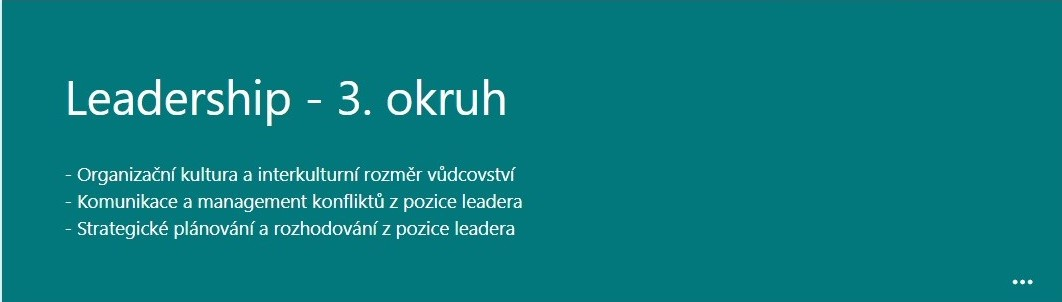 Leadership - 3. okruh
- Organizační kultura a interkulturní rozměr vůdcovství
- Komunikace a management konfliktů z pozice leadera
- Strategické plánování a rozhodování z pozice leadera